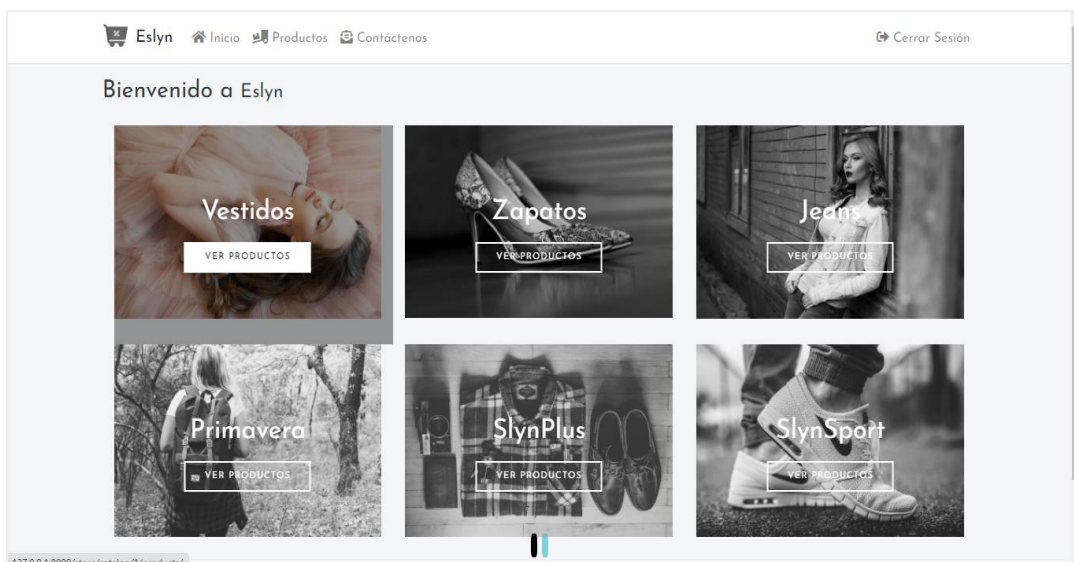 Eslyn Inicio Productos Contáctenos Cerrar Sesión
Bienvenido a Eslyn
Vestidos
VER PRODUCTOS
Zapatos
VER PRODUCTOS
Jeans
VER PRODUCTOS
Primavera
VER PRODUCTOS
SlynPlus
VER PRODUCTOS
SlynSport
VER PRODUCTOS